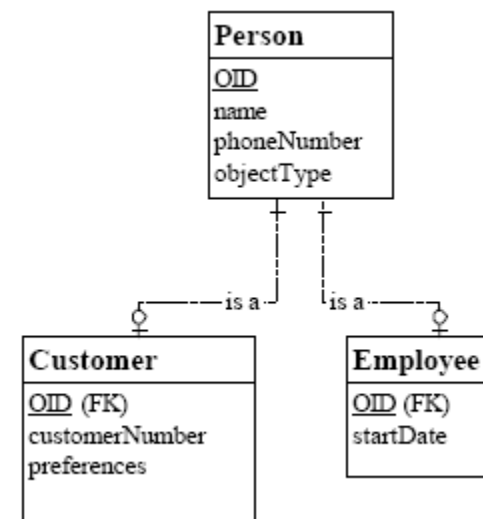 Person
OID
name
phoneNumber
objectType
is a
is a
Customer
OID (FK)
customerNumber
preferences
Employee
OID (FK)
startDate